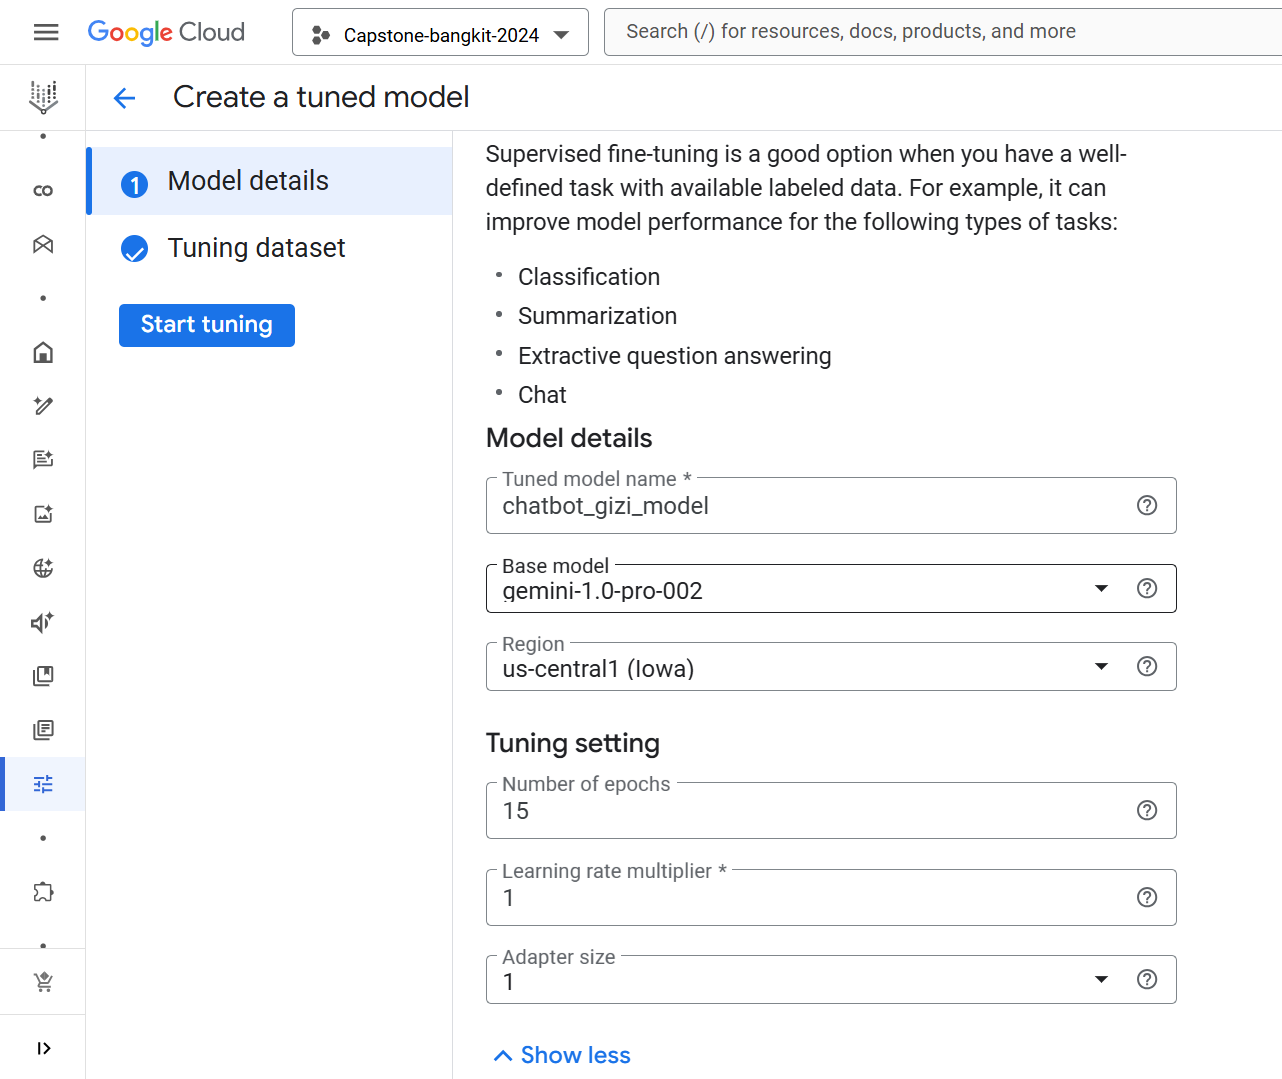 Google Cloud
Capstone-bangkit-2024
Search (/) for resources, docs, products, and more
Create a tuned model
1 Model details
Tuning dataset
Start tuning
Supervised fine-tuning is a good option when you have a well-
defined task with available labeled data. For example, it can
improve model performance for the following types of tasks:
• Classification
• Summarization
• Extractive question answering
• Chat
Model details
Tuned model name *
chatbot_gizi_model
Base model
gemini-1.0-pro-002
Region
us-central1 (Iowa)
Tuning setting
Number of epochs
15
Learning rate multiplier *
1
Adapter size
1
Show less